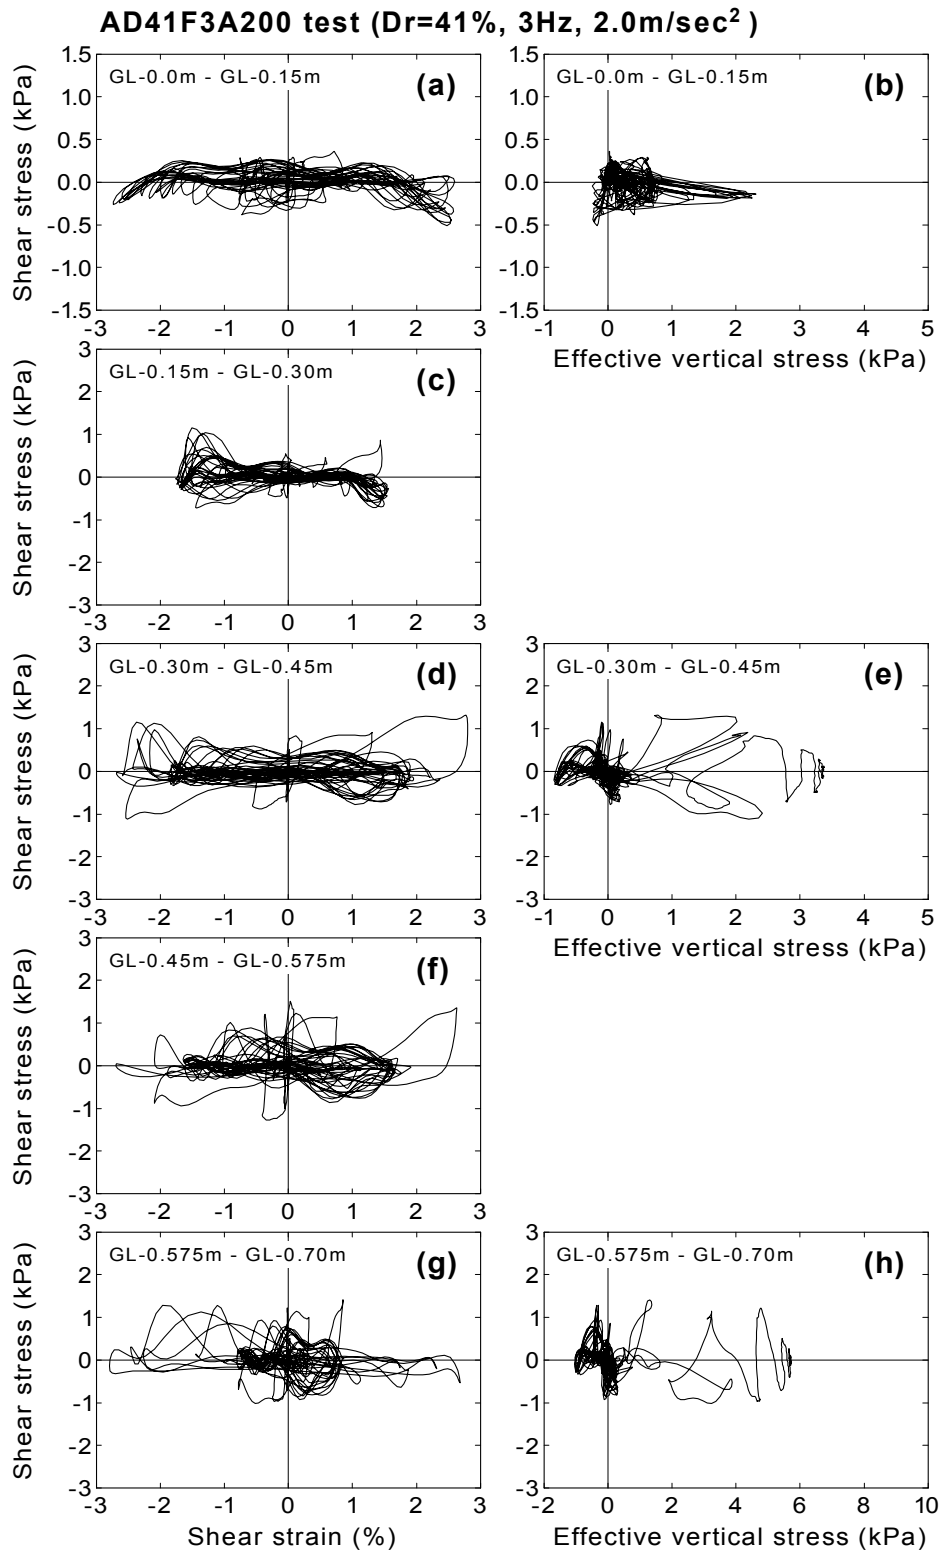 AD41F3A200 test (Dr=41%, 3Hz, 2.0m/sec²)
Shear stress (kPa)
1.5
1.0
0.5
0.0
-0.5
-1.0
-1.5
GL-0.0m - GL-0.15m
(a)
-3 -2 -1 0 1 2 3
1.5
1.0
0.5
0.0
-0.5
-1.0
-1.5
GL-0.0m - GL-0.15m
(b)
-1 0 1 2 3 4 5
Effective vertical stress (kPa)
Shear stress (kPa)
3
2
1
0
-1
-2
-3
GL-0.15m - GL-0.30m
(c)
-3 -2 -1 0 1 2 3
Shear stress (kPa)
3
2
1
0
-1
-2
-3
GL-0.30m - GL-0.45m
(d)
-3 -2 -1 0 1 2 3
3
2
1
0
-1
-2
-3
GL-0.30m - GL-0.45m
(e)
-1 0 1 2 3 4 5
Effective vertical stress (kPa)
Shear stress (kPa)
3
2
1
0
-1
-2
-3
GL-0.45m - GL-0.575m
(f)
-3 -2 -1 0 1 2 3
Shear stress (kPa)
3
2
1
0
-1
-2
-3
GL-0.575m - GL-0.70m
(g)
-3 -2 -1 0 1 2 3
Shear strain (%)
3
2
1
0
-1
-2
-3
GL-0.575m - GL-0.70m
(h)
-2 0 2 4 6 8 10
Effective vertical stress (kPa)